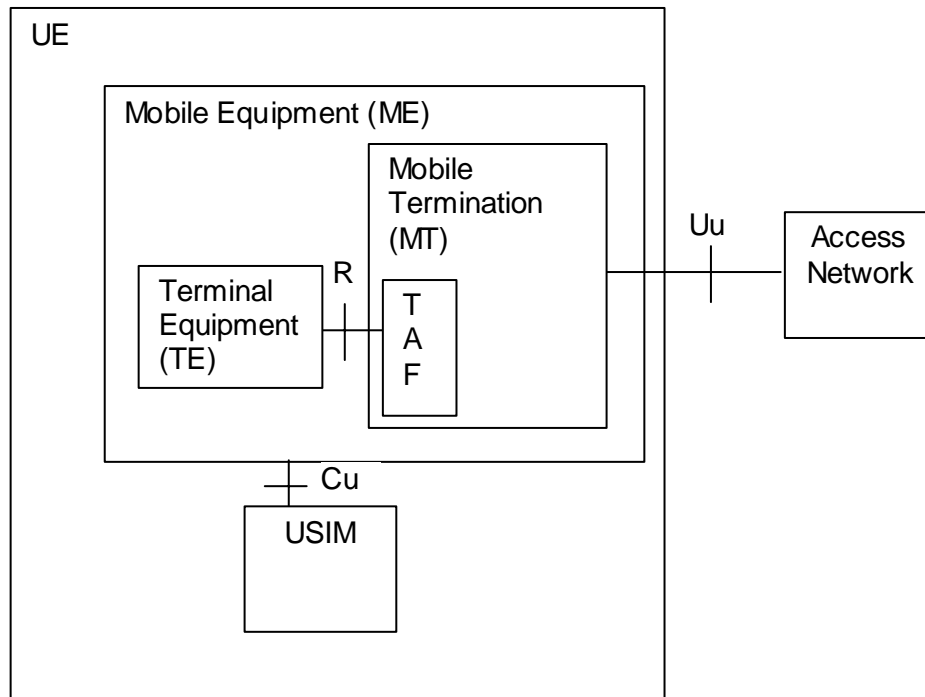 UE
Mobile Equipment (ME)
Mobile
Termination
(MT)
Uu
Access
Network
R
Terminal
Equipment
(TE)
T
A
F
Cu
USIM